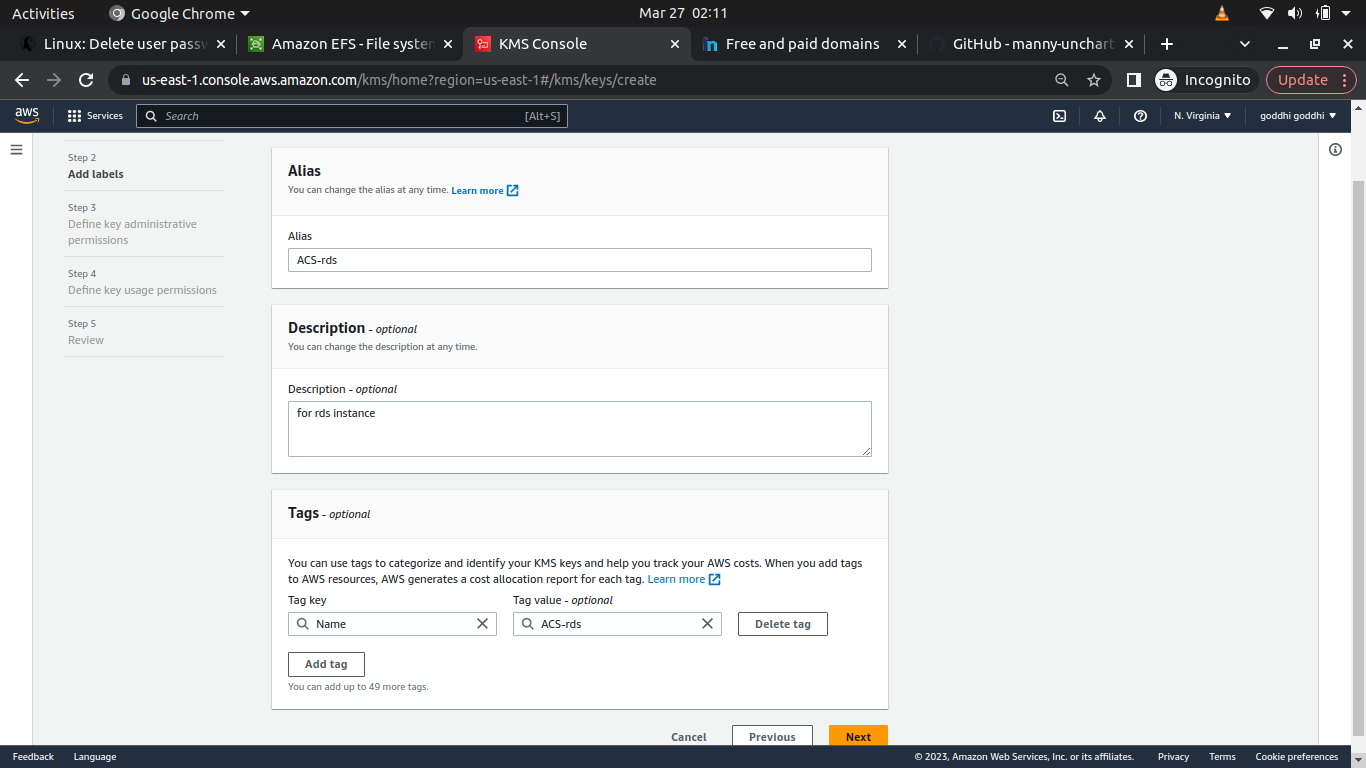 Activities
Google Chrome
Mar 27 02:11
Linux: Delete user passw
Amazon EFS - File system
KMS Console
Free and paid domains
GitHub - manny-uncharte
us-east-1.console.aws.amazon.com/kms/home?region=us-east-1#/kms/keys/create
Incognito
Update
aws
Services
Search
[Alt+S]
N. Virginia
goddhi goddhi
Step 2
Add labels
Step 3
Define key administrative
permissions
Step 4
Define key usage permissions
Step 5
Review
Alias
You can change the alias at any time. Learn more
Alias
ACS-rds
Description - optional
You can change the description at any time.
Description - optional
for rds instance
Tags - optional
You can use tags to categorize and identify your KMS keys and help you track your AWS costs. When you add tags
to AWS resources, AWS generates a cost allocation report for each tag. Learn more
Tag key
Tag value - optional
Name
ACS-rds
Delete tag
Add tag
You can add up to 49 more tags.
Cancel
Previous
Next
Feedback
Language
© 2023, Amazon Web Services, Inc. or its affiliates.
Privacy
Terms
Cookie preferences